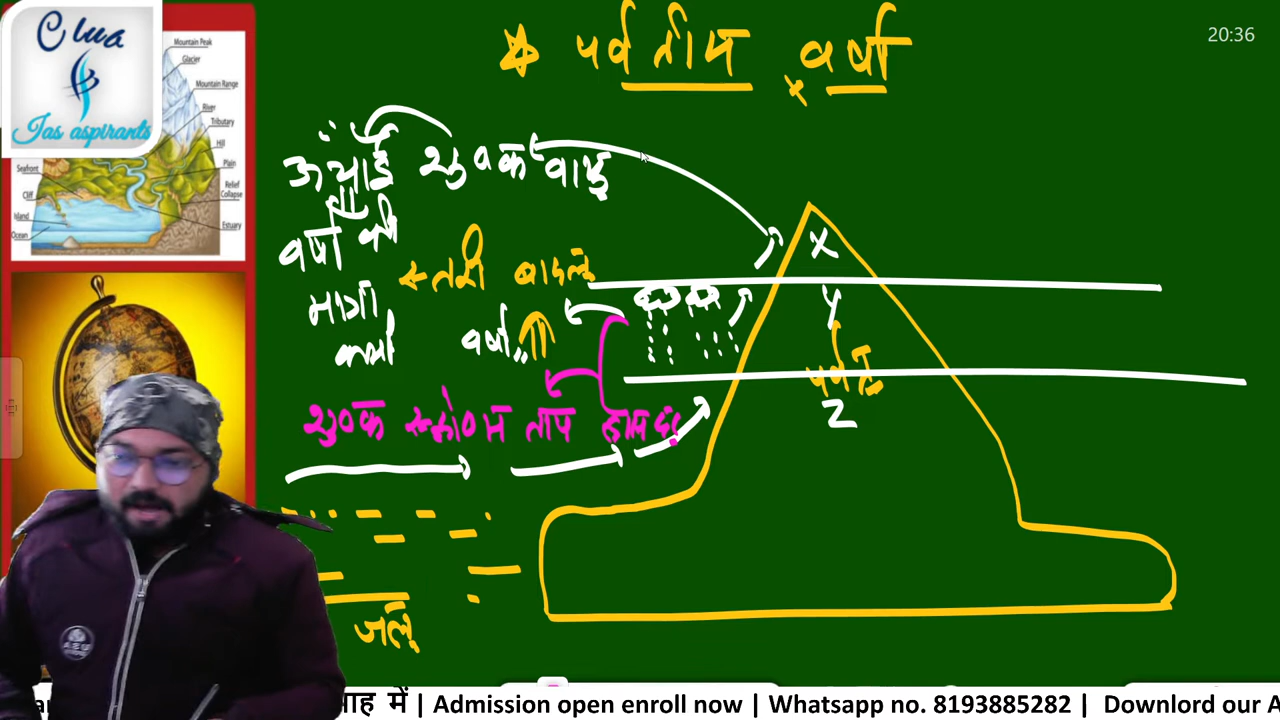 Clua
Ias aspirants
Mountain Peak
Glacier
Mountain Range
River
Tributary
Hill
Plain
Relief
Collapse
Estuary
Seafont
Cliff
Island
Ocean
20:36
* पर्वतीय वर्षा
ऊंचाई शुष्क वायु
वर्षा की
मात्रा स्तरी बादल
वर्षा
शुष्क रूद्धोष्म ताप ह्रास दर
X
Y
पर्वत
Z
जल
माह में | Admission open enroll now | Whatsapp no. 8193885282 | Downlord our A